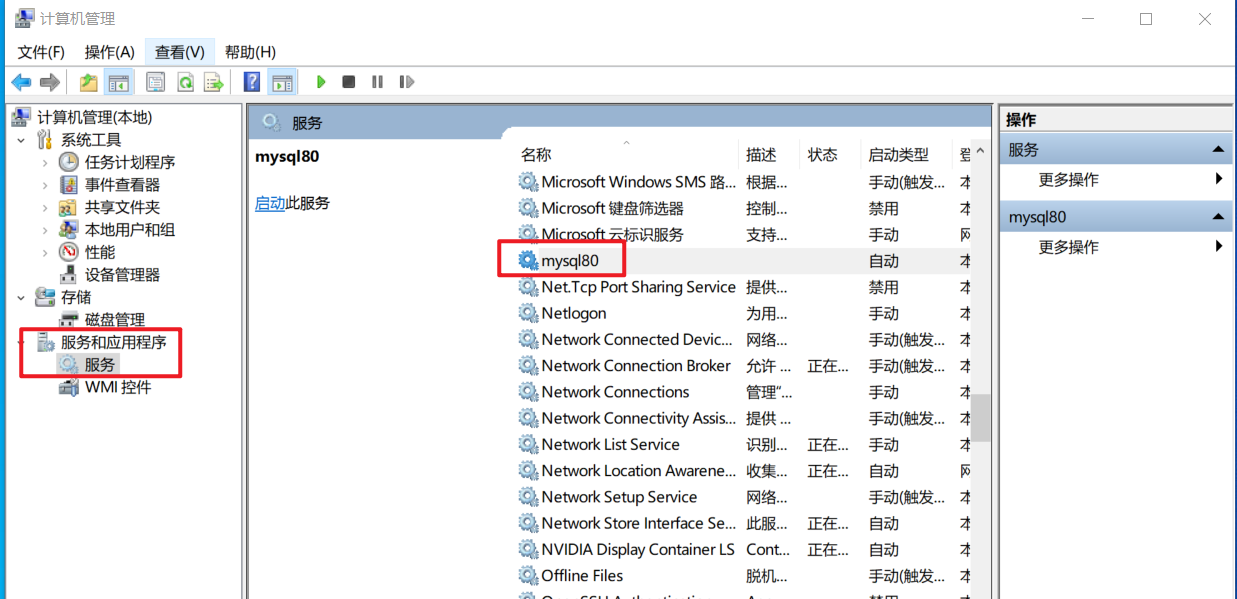 计算机管理
文件(F) 操作(A) 查看(V) 帮助(H)
计算机管理(本地)
系统工具
任务计划程序
事件查看器
共享文件夹
本地用户和组
性能
设备管理器
存储
磁盘管理
服务和应用程序
服务
WMI 控件
服务
mysql80
启动此服务
名称 描述 状态 启动类型 登
Microsoft Windows SMS 路... 根据... 手动(触发... 本
Microsoft 键盘筛选器 控制... 禁用 本
Microsoft 云标识服务 支持... 手动 网
mysql80 自动 本
Net.Tcp Port Sharing Service 提供... 禁用 本
Netlogon 为用... 手动 本
Network Connected Devic... 网络... 手动(触发... 本
Network Connection Broker 允许 ... 正在... 手动(触发... 本
Network Connections 管理“... 手动 本
Network Connectivity Assis... 提供 ... 手动(触发... 本
Network List Service 识别... 正在... 手动 本
Network Location Awarene... 收集... 正在... 自动 网
Network Setup Service 网络... 手动(触发... 本
Network Store Interface Se... 此服... 正在... 自动 本
NVIDIA Display Container LS Cont... 正在... 自动 本
Offline Files 脱机... 手动(触发... 本
操作
服务
更多操作
mysql80
更多操作